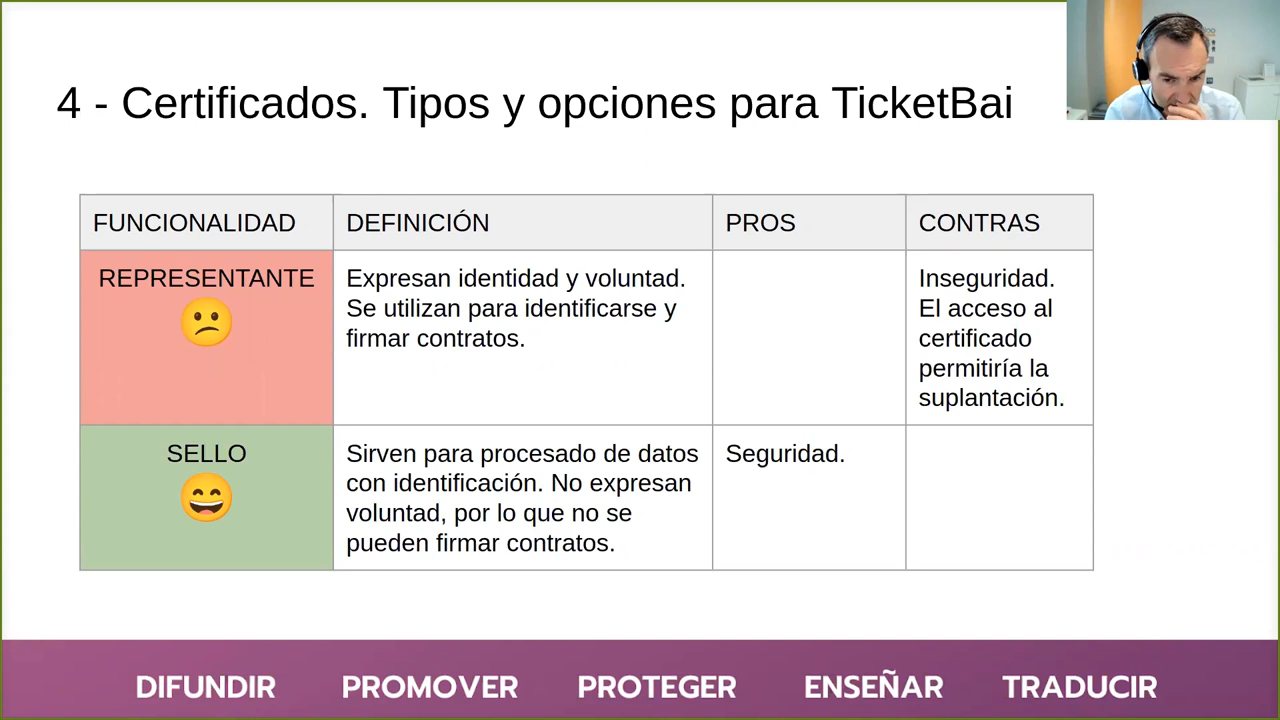 4 - Certificados. Tipos y opciones para TicketBai
FUNCIONALIDAD
DEFINICIÓN
PROS
CONTRAS
REPRESENTANTE
Expresan identidad y voluntad.
Se utilizan para identificarse y
firmar contratos.
Inseguridad.
El acceso al
certificado
permitiría la
suplantación.
SELLO
Sirven para procesado de datos
con identificación. No expresan
voluntad, por lo que no se
pueden firmar contratos.
Seguridad.
DIFUNDIR PROMOVER PROTEGER ENSEÑAR TRADUCIR